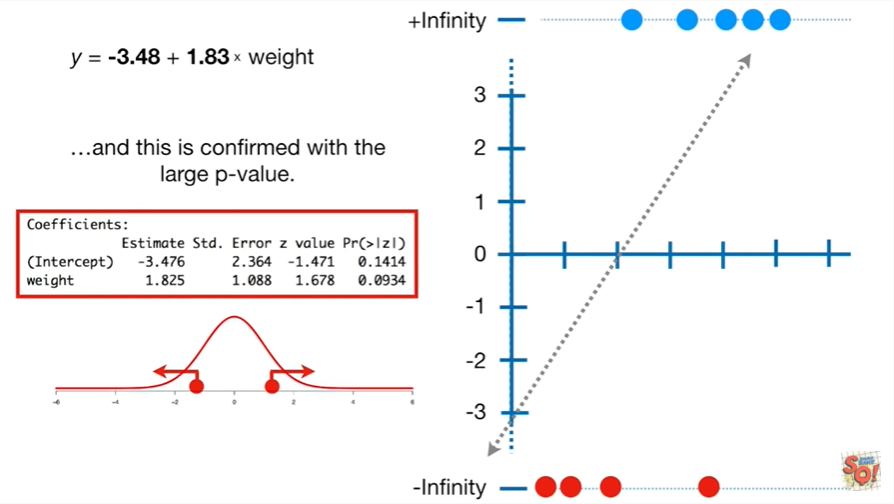 y = -3.48 + 1.83 x weight
…and this is confirmed with the
large p-value.
Coefficients:
Estimate Std. Error z value Pr(>|z|)
(Intercept) -3.476 2.364 -1.471 0.1414
weight 1.825 1.088 1.678 0.0934
-6 -4 -2 0 2 4 6
+Infinity
3
2
1
0
-1
-2
-3
-Infinity
SQ!